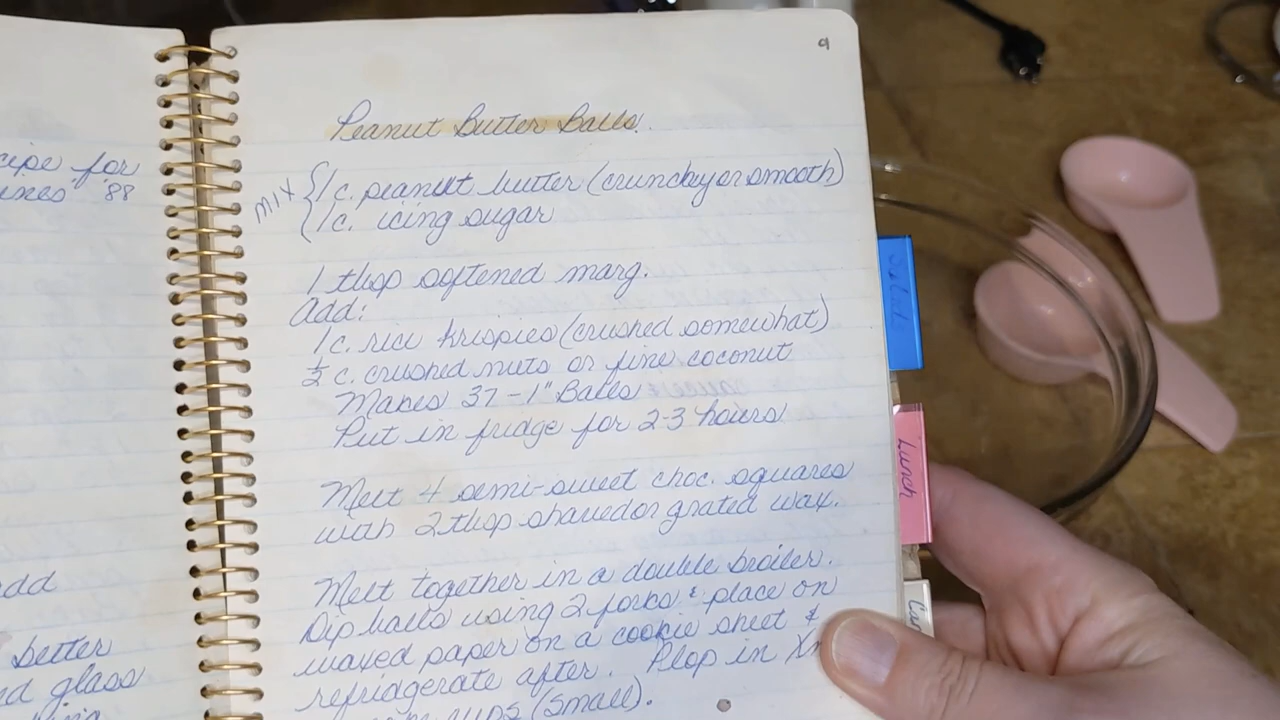 9
Peanut Butter Balls.
MIX { 1 c. peanut butter (crunchy or smooth)
1 c. icing sugar
1 tbsp softened marg.
Add:
1 c. rice krispies (crushed somewhat)
½ c. crushed nuts or fine coconut
Makes 37 - 1" Balls
Put in fridge for 2-3 hours
Melt 4 semi-sweet choc. squares
with 2 tbsp shaved or grated wax.
Melt together in a double broiler.
Dip balls using 2 forks & place on
waxed paper on a cookie sheet &
refridgerate after. Plop in
cups (small).
for
'88
add
better
glass
Lunch